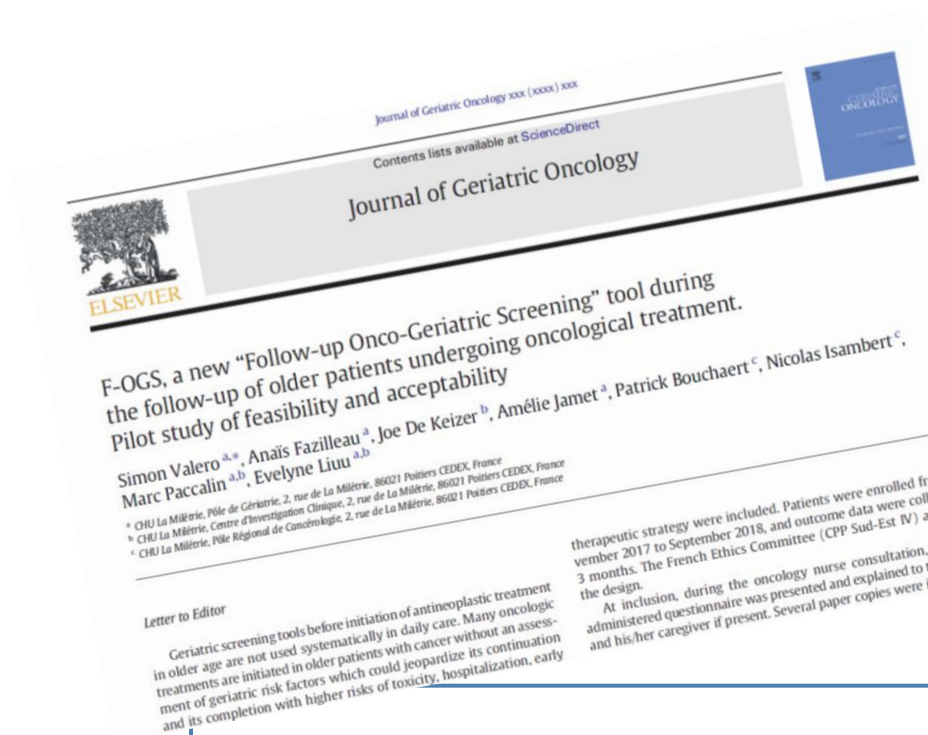 Journal of Geriatric Oncology xxx (xxxx) xxx
Contents lists available at ScienceDirect
Journal of Geriatric Oncology
ONCOLOGY
ELSEVIER
F-OGS, a new “Follow-up Onco-Geriatric Screening” tool during
the follow-up of older patients undergoing oncological treatment.
Pilot study of feasibility and acceptability
Simon Valero a,*, Anaïs Fazilleau a, Joe De Keizer b, Amélie Jamet a, Patrick Bouchaert c, Nicolas Isambert c,
Marc Paccalin a,b, Evelyne Liuu a,b
a CHU La Milétrie, Pôle de Gériatrie, 2, rue de La Milétrie, 86021 Poitiers CEDEX, France
b CHU La Milétrie, Centre d'Investigation Clinique, 2, rue de La Milétrie, 86021 Poitiers CEDEX, France
c CHU La Milétrie, Pôle Régional de Cancérologie, 2, rue de La Milétrie, 86021 Poitiers CEDEX, France
Letter to Editor
Geriatric screening tools before initiation of antineoplastic treatment
in older age are not used systematically in daily care. Many oncologic
treatments are initiated in older patients with cancer without an assess-
ment of geriatric risk factors which could jeopardize its continuation
and its completion with higher risks of toxicity, hospitalization, early
therapeutic strategy were included. Patients were enrolled
vember 2017 to September 2018, and outcome data were
3 months. The French Ethics Committee (CPP Sud-Est IV)
the design.
At inclusion, during the oncology nurse consultation,
administered questionnaire was presented and explained to
and his/her caregiver if present. Several paper copies were